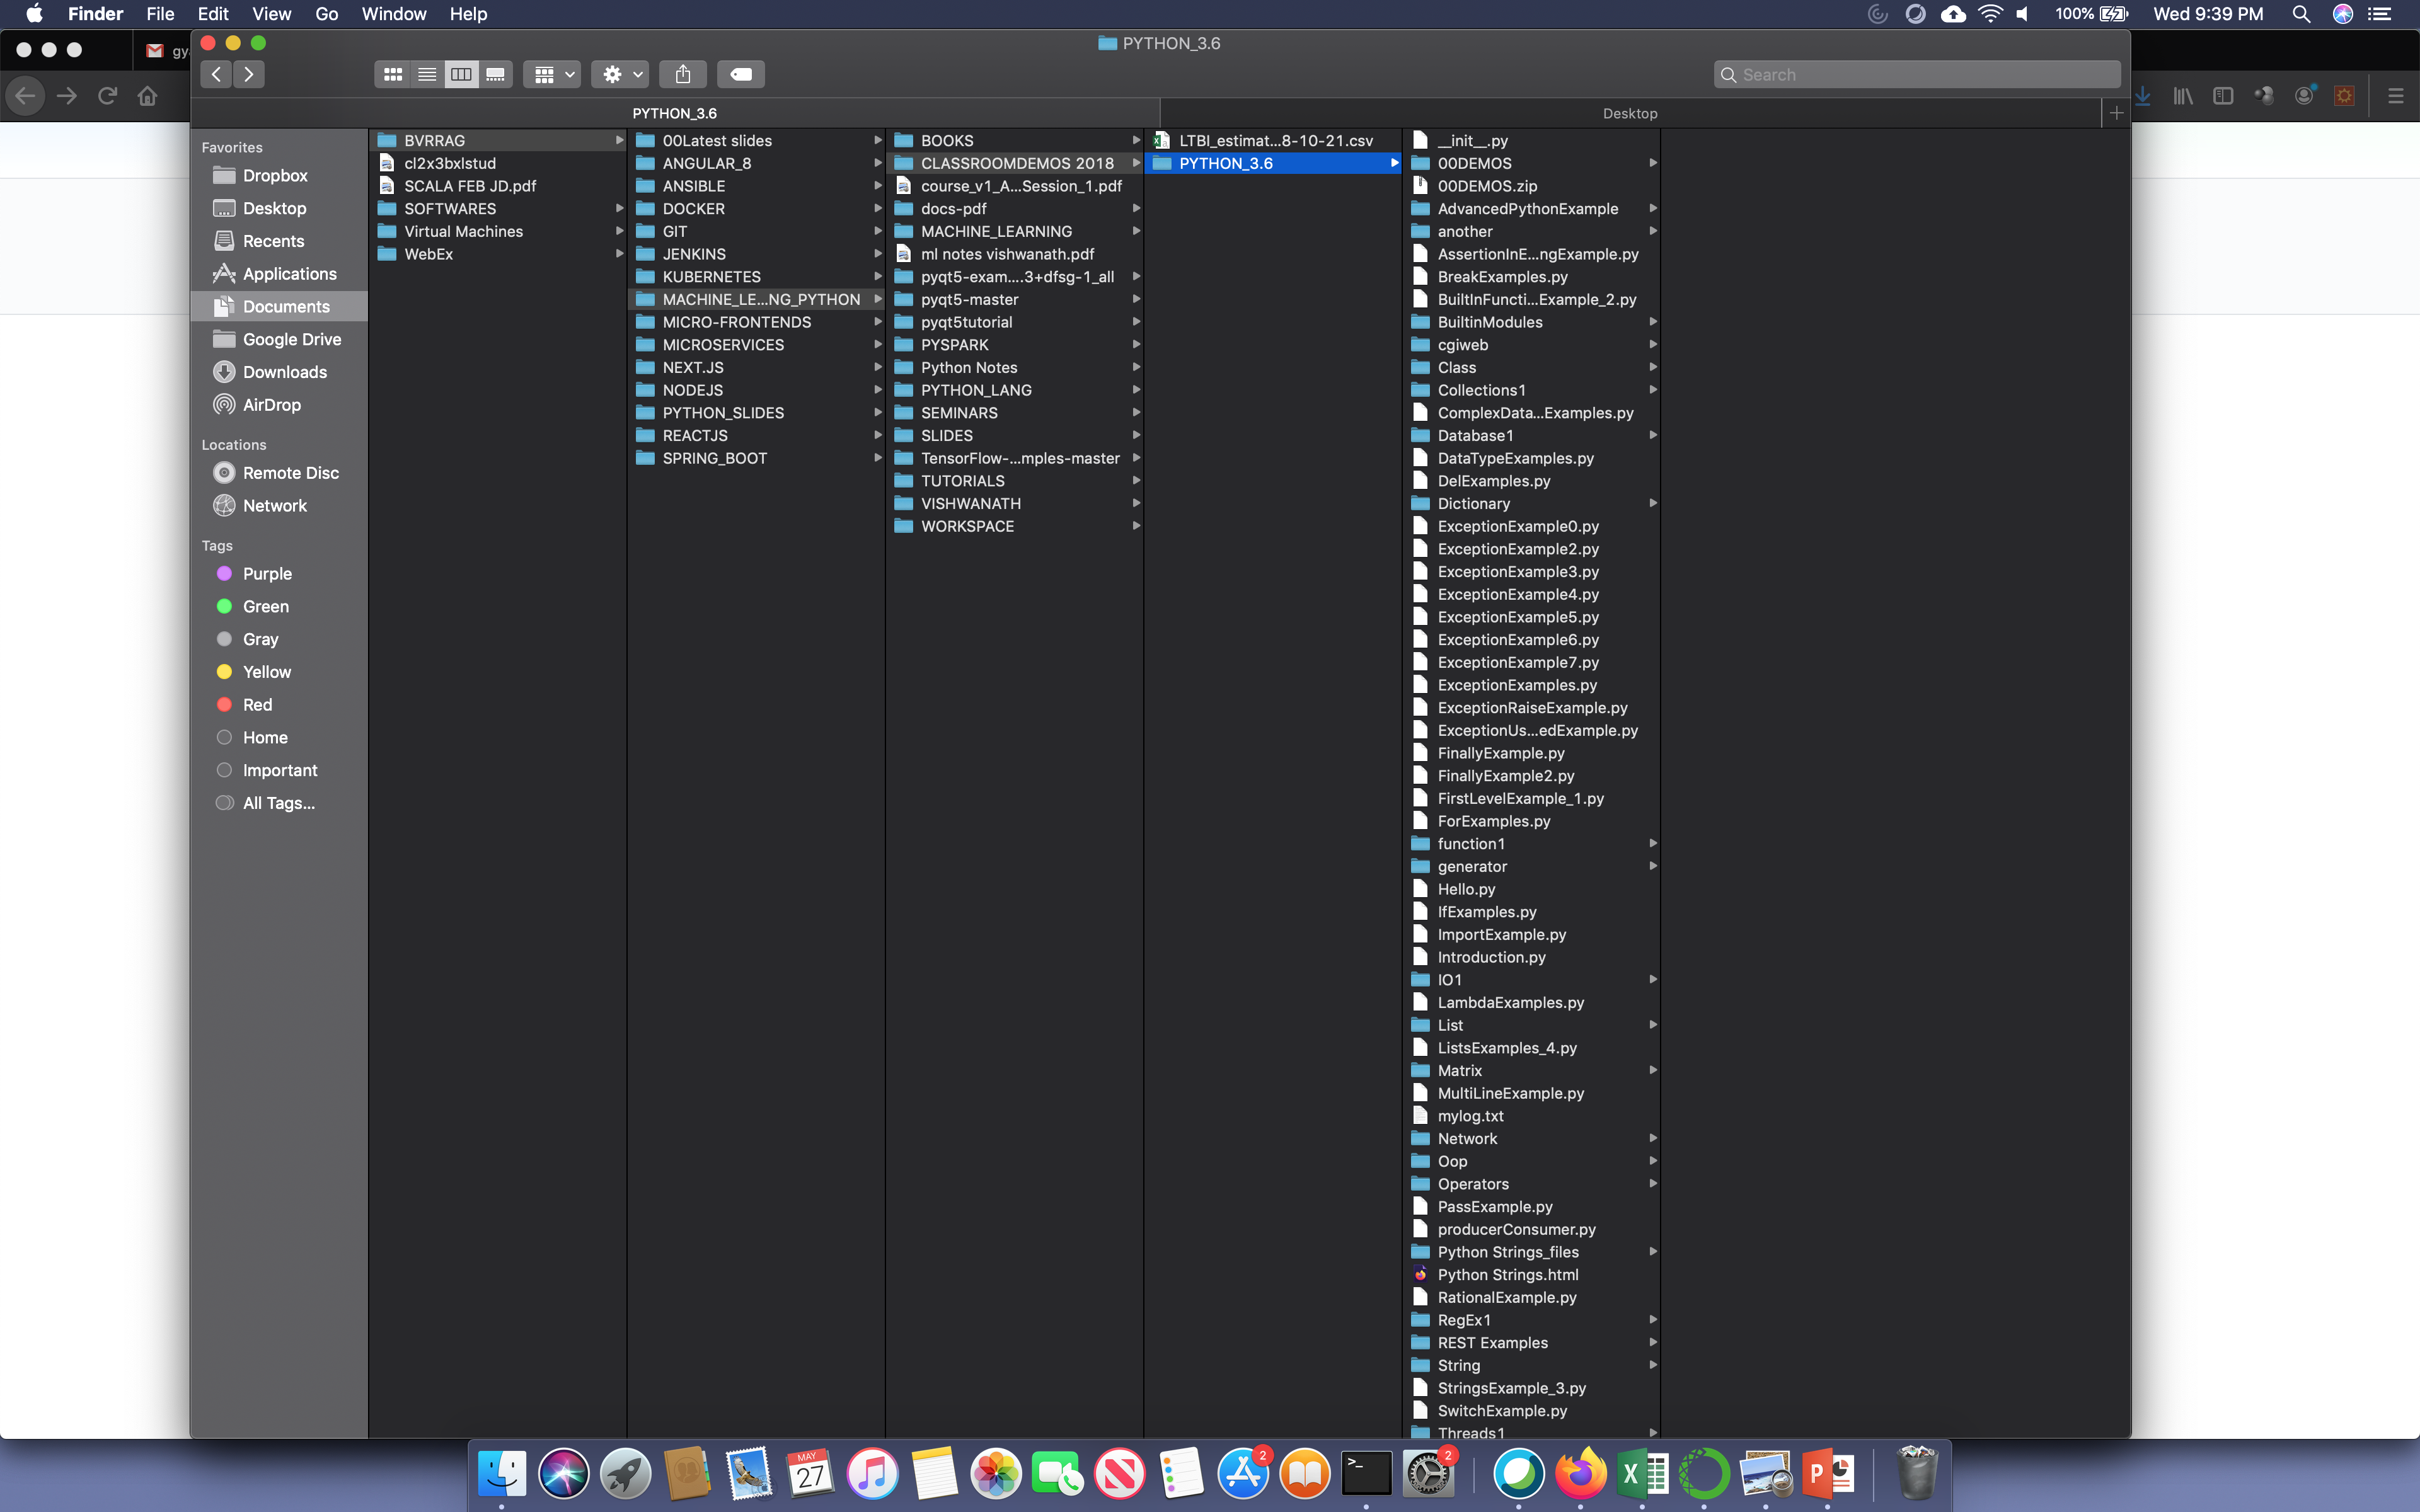 Finder File Edit View Go Window Help
100% Wed 9:39 PM
gy
PYTHON_3.6
Search
PYTHON_3.6
Desktop
Favorites
Dropbox
Desktop
Recents
Applications
Documents
Google Drive
Downloads
AirDrop
Locations
Remote Disc
Network
Tags
Purple
Green
Gray
Yellow
Red
Home
Important
All Tags...
BVRRAG
cl2x3bxlstud
SCALA FEB JD.pdf
SOFTWARES
Virtual Machines
WebEx
00Latest slides
ANGULAR_8
ANSIBLE
DOCKER
GIT
JENKINS
KUBERNETES
MACHINE_LE...NG_PYTHON
MICRO-FRONTENDS
MICROSERVICES
NEXT.JS
NODEJS
PYTHON_SLIDES
REACTJS
SPRING_BOOT
BOOKS
CLASSROOMDEMOS 2018
course_v1_A...Session_1.pdf
docs-pdf
MACHINE_LEARNING
ml notes vishwanath.pdf
pyqt5-exam....3+dfsg-1_all
pyqt5-master
pyqt5tutorial
PYSPARK
Python Notes
PYTHON_LANG
SEMINARS
SLIDES
TensorFlow-...mples-master
TUTORIALS
VISHWANATH
WORKSPACE
LTBI_estimat...8-10-21.csv
PYTHON_3.6
__init__.py
00DEMOS
00DEMOS.zip
AdvancedPythonExample
another
AssertionInE...ngExample.py
BreakExamples.py
BuiltInFuncti...Example_2.py
BuiltinModules
cgiweb
Class
Collections1
ComplexData...Examples.py
Database1
DataTypeExamples.py
DelExamples.py
Dictionary
ExceptionExample0.py
ExceptionExample2.py
ExceptionExample3.py
ExceptionExample4.py
ExceptionExample5.py
ExceptionExample6.py
ExceptionExample7.py
ExceptionExamples.py
ExceptionRaiseExample.py
ExceptionUs...edExample.py
FinallyExample.py
FinallyExample2.py
FirstLevelExample_1.py
ForExamples.py
function1
generator
Hello.py
IfExamples.py
ImportExample.py
Introduction.py
IO1
LambdaExamples.py
List
ListsExamples_4.py
Matrix
MultiLineExample.py
mylog.txt
Network
Oop
Operators
PassExample.py
producerConsumer.py
Python Strings_files
Python Strings.html
RationalExample.py
RegEx1
REST Examples
String
StringsExample_3.py
SwitchExample.py
Threads1
MAY
27
2
2